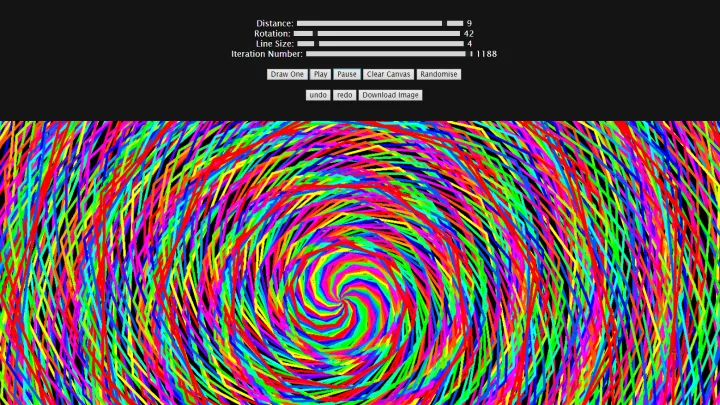 Distance: 9
Rotation: 42
Line Size: 4
Iteration Number: 1188
Draw One Play Pause Clear Canvas Randomise
undo redo Download Image